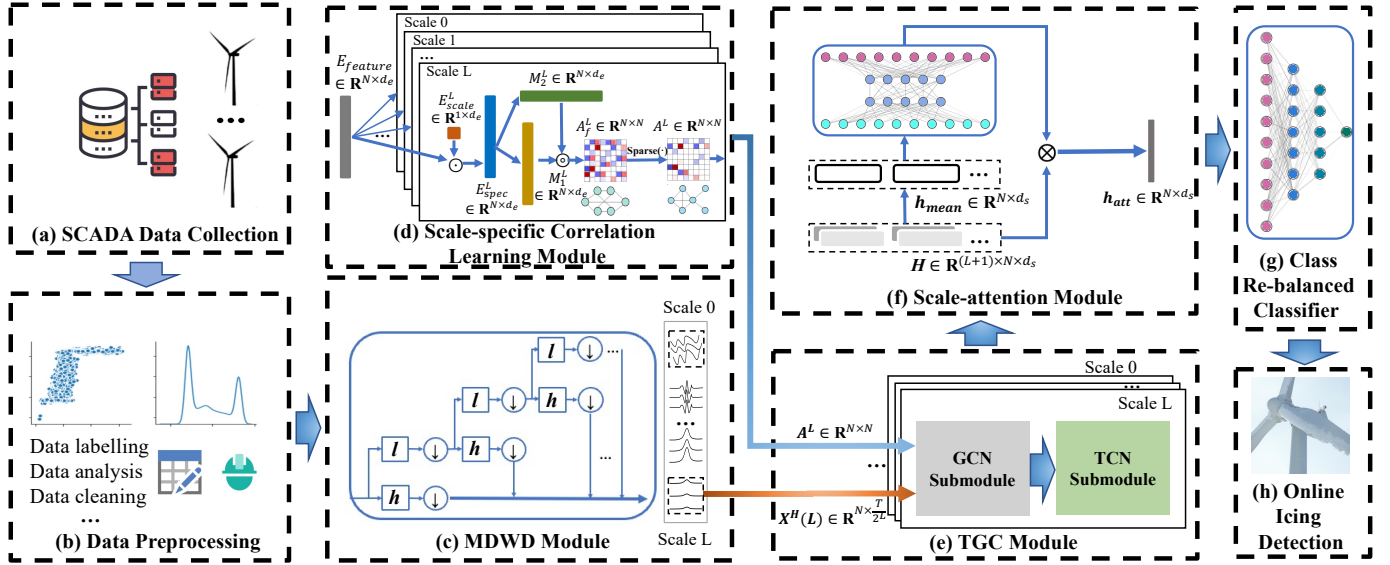 (a) SCADA Data Collection
Data labelling
Data analysis
Data cleaning
...
(b) Data Preprocessing
l
h
↓
↓
l
h
↓
↓
l
h
↓
↓
...
...
Scale 0
...
Scale L
(c) MDWD Module
Scale 0
Scale 1
...
Scale L
E_feature
∈ R^{N×d_e}
...
E^L_scale
∈ R^{1×d_e}
E^L_spec
∈ R^{N×d_e}
M^L_2 ∈ R^{N×d_e}
M^L_1
∈ R^{N×d_e}
A^L_f ∈ R^{N×N}
Sparse(·)
A^L ∈ R^{N×N}
(d) Scale-specific Correlation
Learning Module
Scale 0
...
Scale L
A^L ∈ R^{N×N}
...
X^H(L) ∈ R^{N×T/2^L}
GCN
Submodule
TCN
Submodule
(e) TGC Module
h_mean ∈ R^{N×d_s}
H ∈ R^{(L+1)×N×d_s}
h_att ∈ R^{N×d_s}
(f) Scale-attention Module
(g) Class
Re-balanced
Classifier
(h) Online
Icing
Detection